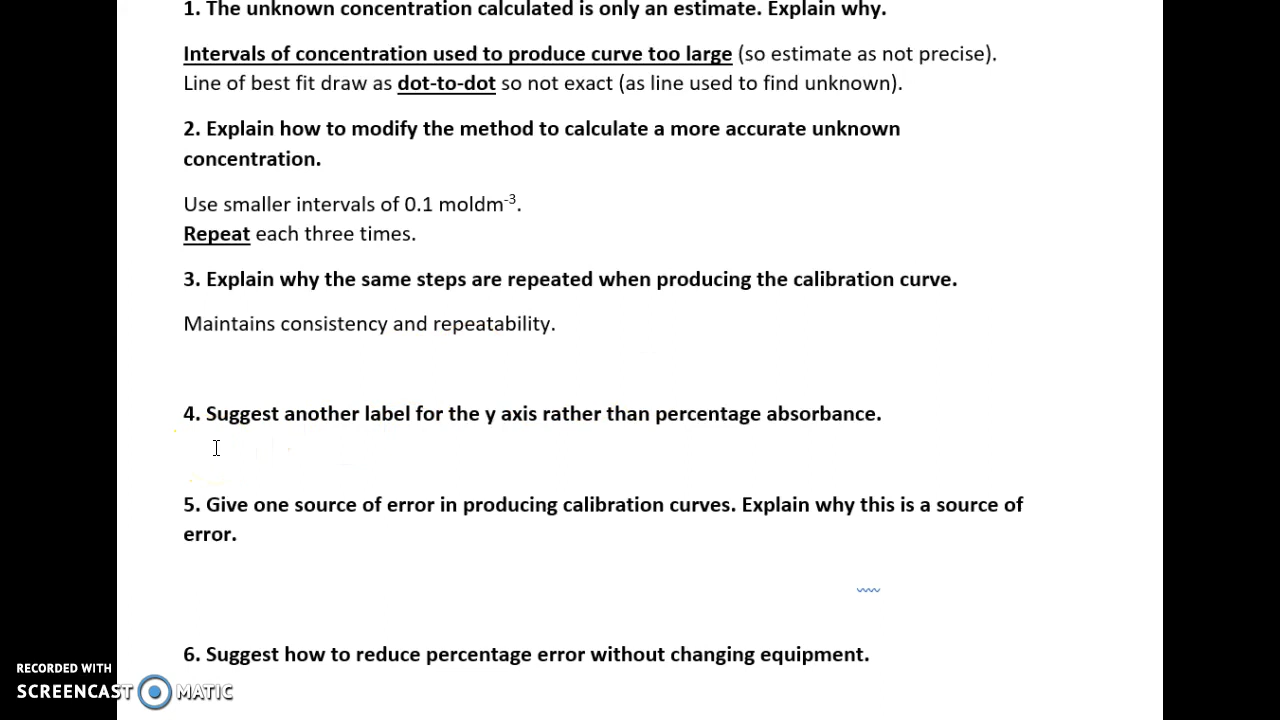 1. The unknown concentration calculated is only an estimate. Explain why.
Intervals of concentration used to produce curve too large (so estimate as not precise).
Line of best fit draw as dot-to-dot so not exact (as line used to find unknown).
2. Explain how to modify the method to calculate a more accurate unknown
concentration.
Use smaller intervals of 0.1 moldm⁻³.
Repeat each three times.
3. Explain why the same steps are repeated when producing the calibration curve.
Maintains consistency and repeatability.
4. Suggest another label for the y axis rather than percentage absorbance.
5. Give one source of error in producing calibration curves. Explain why this is a source of
error.
6. Suggest how to reduce percentage error without changing equipment.
RECORDED WITH
SCREENCAST MATIC